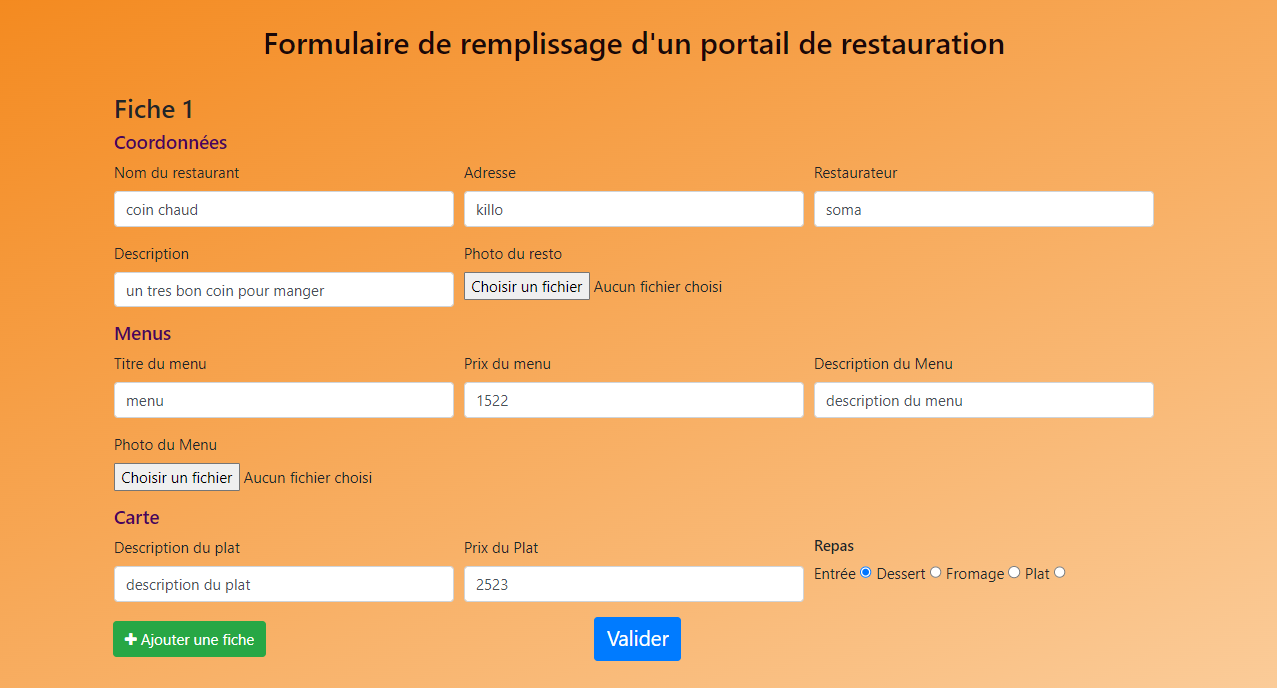 Formulaire de remplissage d'un portail de restauration
Fiche 1
Coordonnées
Nom du restaurant Adresse Restaurateur
coin chaud killo soma
Description Photo du resto
un tres bon coin pour manger Choisir un fichier Aucun fichier choisi
Menus
Titre du menu Prix du menu Description du Menu
menu 1522 description du menu
Photo du Menu
Choisir un fichier Aucun fichier choisi
Carte
Description du plat Prix du Plat Repas
description du plat 2523 Entrée Dessert Fromage Plat
Ajouter une fiche Valider